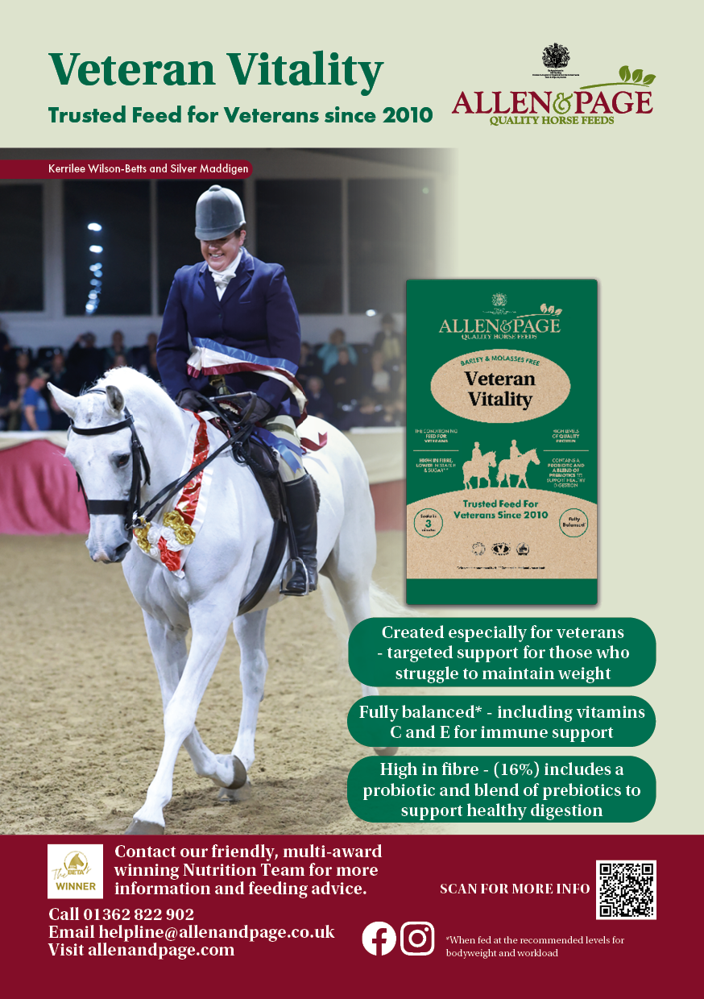 Veteran Vitality
Trusted Feed for Veterans since 2010
ALLEN&PAGE
QUALITY HORSE FEEDS
Kerrilee Wilson-Betts and Silver Maddigen
ALLEN&PAGE
QUALITY HORSE FEEDS
BARLEY & MOLASSES FREE
Veteran
Vitality
THE CONDITIONING
FEED FOR
VETERANS
HIGH LEVELS
OF QUALITY
PROTEIN
HIGH IN FIBRE,
LOWER IN STARCH
& SUGAR**
CONTAINS A
PROBIOTIC AND
A BLEND OF
PREBIOTICS TO
SUPPORT HEALTHY
DIGESTION
Trusted Feed For
Veterans Since 2010
Soaks in
3
minutes
Fully
Balanced
Created especially for veterans
- targeted support for those who
struggle to maintain weight
Fully balanced* - including vitamins
C and E for immune support
High in fibre - (16%) includes a
probiotic and blend of prebiotics to
support healthy digestion
The BETA's
WINNER
Contact our friendly, multi-award
winning Nutrition Team for more
information and feeding advice.
Call 01362 822 902
Email helpline@allenandpage.co.uk
Visit allenandpage.com
SCAN FOR MORE INFO
*When fed at the recommended levels for
bodyweight and workload